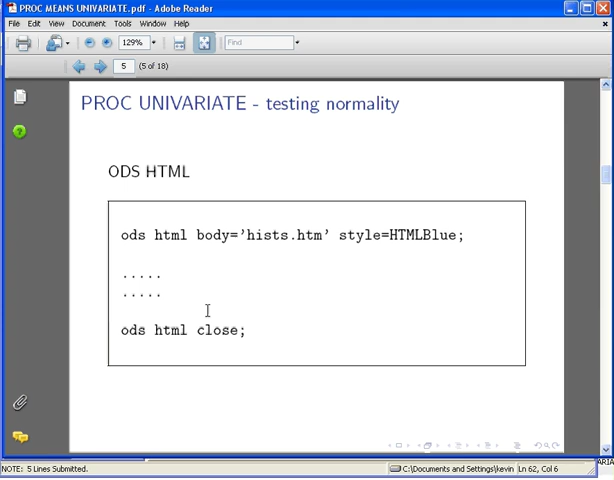 PROC MEANS UNIVARIATE.pdf - Adobe Reader
File Edit View Document Tools Window Help
129% Find
5 (5 of 18)
PROC UNIVARIATE - testing normality
ODS HTML
ods html body='hists.htm' style=HTMLBlue;
.....
.....
ods html close;
NOTE: 5 Lines Submitted. C:\Documents and Settings\kevin Ln 62, Col 6